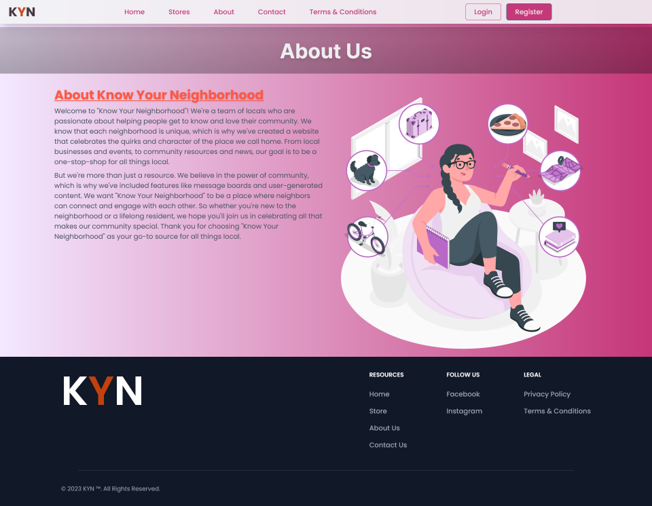 KYN
Home Stores About Contact Terms & Conditions Login Register
About Us
About Know Your Neighborhood
Welcome to "Know Your Neighborhood"! We're a team of locals who are
passionate about helping people get to know and love their community. We
know that each neighborhood is unique, which is why we've created a website
that celebrates the quirks and character of the place we call home. From local
businesses and events, to community resources and news, our goal is to be a
one-stop-shop for all things local.
But we're more than just a resource. We believe in the power of community,
which is why we've included features like message boards and user-generated
content. We want "Know Your Neighborhood" to be a place where neighbors
can connect and engage with each other. So whether you're new to the
neighborhood or a lifelong resident, we hope you'll join us in celebrating all that
makes our community special. Thank you for choosing "Know Your
Neighborhood" as your go-to source for all things local.
KYN
RESOURCES
Home
Store
About Us
Contact Us
FOLLOW US
Facebook
Instagram
LEGAL
Privacy Policy
Terms & Conditions
© 2023 KYN ™. All Rights Reserved.